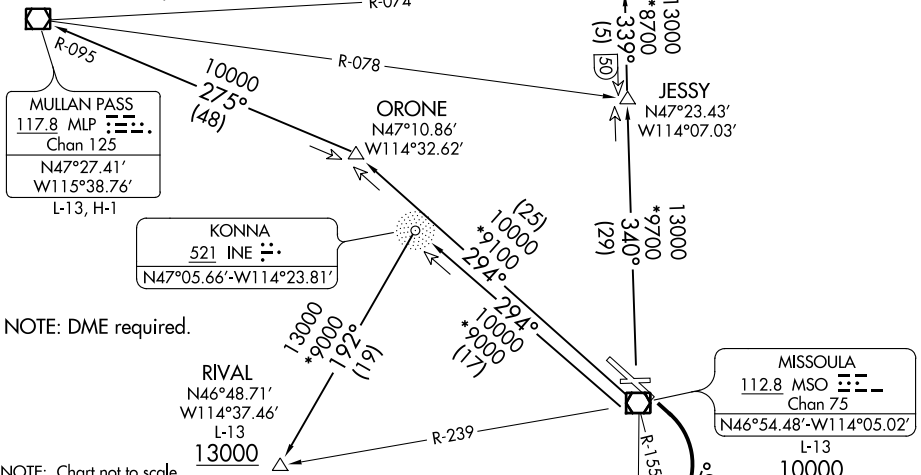 R-074
R-095
R-078
13000
*8700
339°
(5)
50
10000
275°
(48)
MULLAN PASS
117.8 MLP
Chan 125
N47°27.41'
W115°38.76'
L-13, H-1
ORONE
N47°10.86'
W114°32.62'
JESSY
N47°23.43'
W114°07.03'
KONNA
521 INE
N47°05.66'-W114°23.81'
(25)
10000
*9100
294°
294°
10000
*9000
(17)
13000
*9700
340°
(29)
NOTE: DME required.
13000
*9000
192°
(19)
RIVAL
N46°48.71'
W114°37.46'
L-13
13000
R-239
R-155
MISSOULA
112.8 MSO
Chan 75
N46°54.48'-W114°05.02'
L-13
10000
NOTE: Chart not to scale.